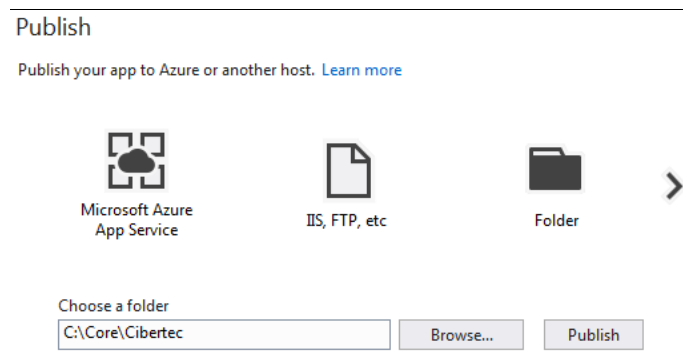 Publish
Publish your app to Azure or another host. Learn more
Microsoft Azure
App Service
IIS, FTP, etc
Folder
Choose a folder
C:\Core\Cibertec
Browse...
Publish